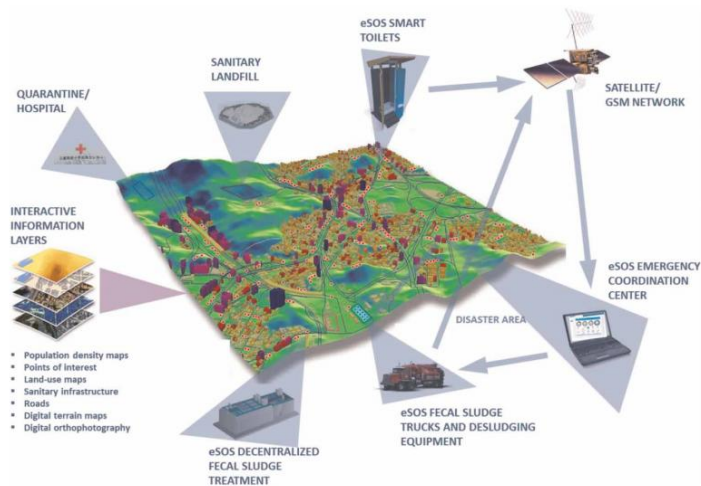 eSOS SMART
TOILETS
SANITARY
LANDFILL
SATELLITE/
GSM NETWORK
QUARANTINE/
HOSPITAL
INTERACTIVE
INFORMATION
LAYERS
eSOS EMERGENCY
COORDINATION
CENTER
DISASTER AREA
• Population density maps
• Points of interest
• Land-use maps
• Sanitary infrastructure
• Roads
• Digital terrain maps
• Digital orthophotography
eSOS FECAL SLUDGE
TRUCKS AND DESLUDGING
EQUIPMENT
eSOS DECENTRALIZED
FECAL SLUDGE
TREATMENT